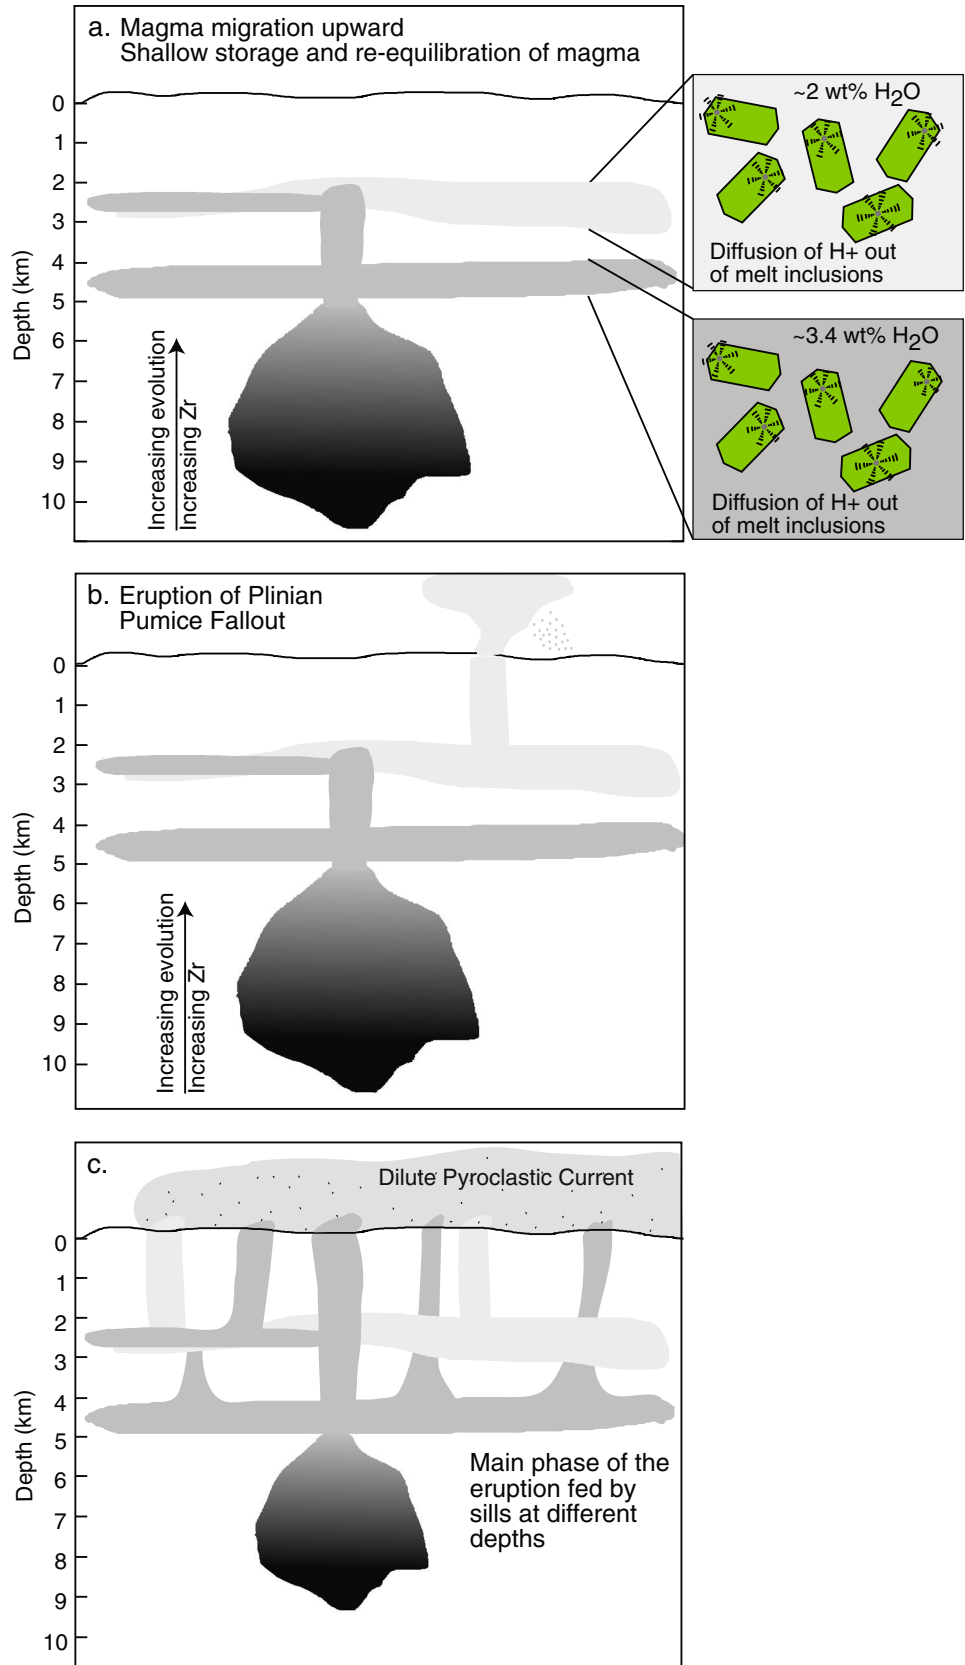 a. Magma migration upward
Shallow storage and re-equilibration of magma
0
1
2
3
4
5
6
7
8
9
10
Depth (km)
Increasing evolution
Increasing Zr
~2 wt% H2O
Diffusion of H+ out
of melt inclusions
~3.4 wt% H2O
Diffusion of H+ out
of melt inclusions
b. Eruption of Plinian
Pumice Fallout
0
1
2
3
4
5
6
7
8
9
10
Depth (km)
Increasing evolution
Increasing Zr
c.
Dilute Pyroclastic Current
0
1
2
3
4
5
6
7
8
9
10
Depth (km)
Main phase of the
eruption fed by
sills at different
depths